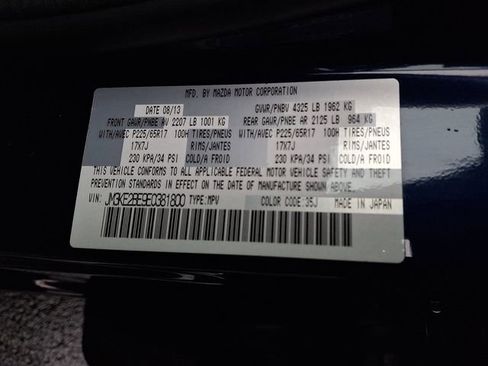 MFD. BY MAZDA MOTOR CORPORATION
DATE 08/13 GVWR/PNBV 4325 LB 1962 KG
FRONT GAWR/PNBE AV 2207 LB 1001 KG REAR GAWR/PNBE AR 2125 LB 964 KG
WITH/AVEC P225/65R17 100H TIRES/PNEUS WITH/AVEC P225/65R17 100H TIRES/PNEUS
17X7J RIMS/JANTES 17X7J RIMS/JANTES
230 KPA/34 PSI COLD/A FROID 230 KPA/34 PSI COLD/A FROID
THIS VEHICLE CONFORMS TO ALL APPLICABLE FEDERAL MOTOR VEHICLE SAFETY AND THEFT
PREVENTION STANDARDS IN EFFECT ON THE DATE OF MANUFACTURE SHOWN ABOVE.
VIN: TYPE: MPV COLOR CODE: 35J MADE IN JAPAN